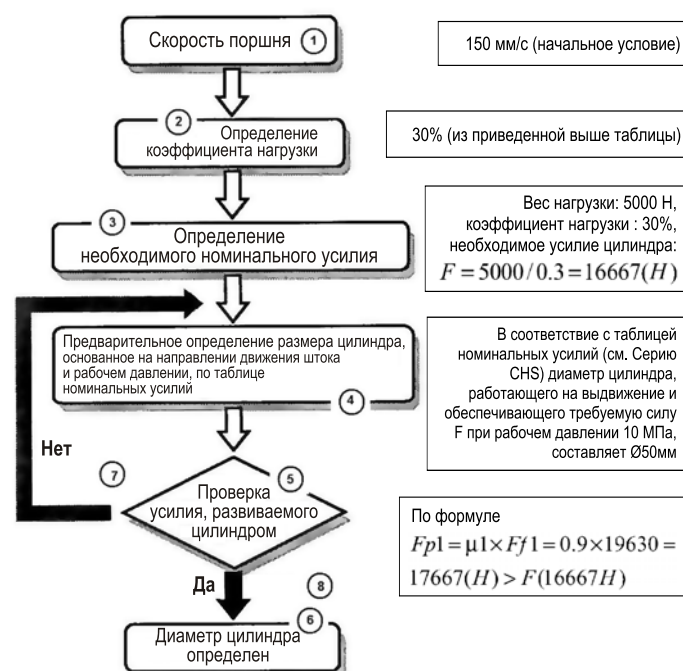 Скорость поршня 1
150 мм/с (начальное условие)
2 Определение
коэффициента нагрузки
30% (из приведенной выше таблицы)
3
Определение
необходимого номинального усилия
Вес нагрузки: 5000 Н,
коэффициент нагрузки : 30%,
необходимое усилие цилиндра:
F = 5000 / 0.3 = 16667(H)
Предварительное определение размера цилиндра,
основанное на направлении движения штока
и рабочем давлении, по таблице
номинальных усилий
4
В соответствие с таблицей
номинальных усилий (см. Серию
CHS) диаметр цилиндра,
работающего на выдвижение и
обеспечивающего требуемую силу
F при рабочем давлении 10 МПа,
составляет Ø50мм
Нет
7
5
Проверка
усилия, развиваемого
цилиндром
По формуле
Fp1 = µ1 × Ff1 = 0.9 × 19630 =
17667(H) > F(16667H)
Да
8
6
Диаметр цилиндра
определен